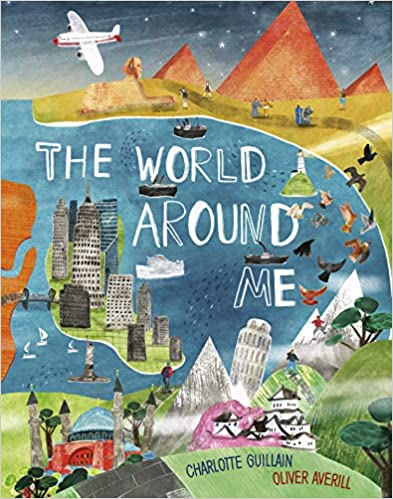 THE WORLD
AROUND
ME
CHARLOTTE GUILLAIN
OLIVER AVERILL